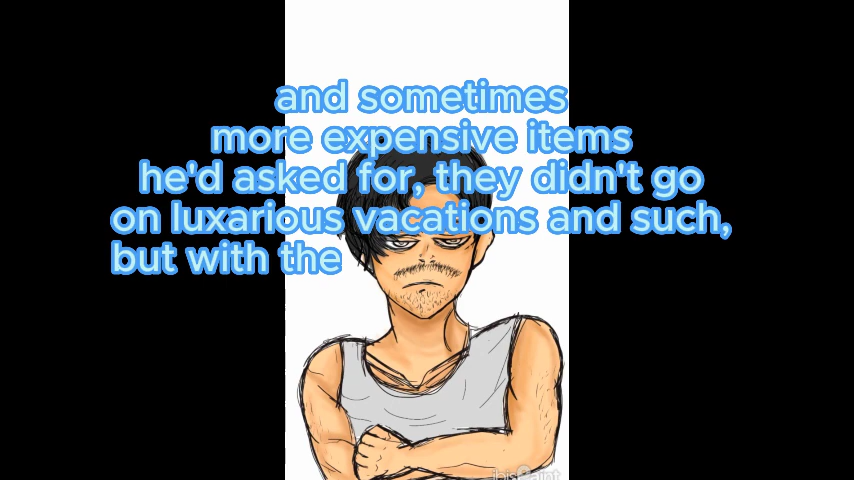 and sometimes
more expensive items
he'd asked for, they didn't go
on luxarious vacations and such,
but with the
ibisPaint